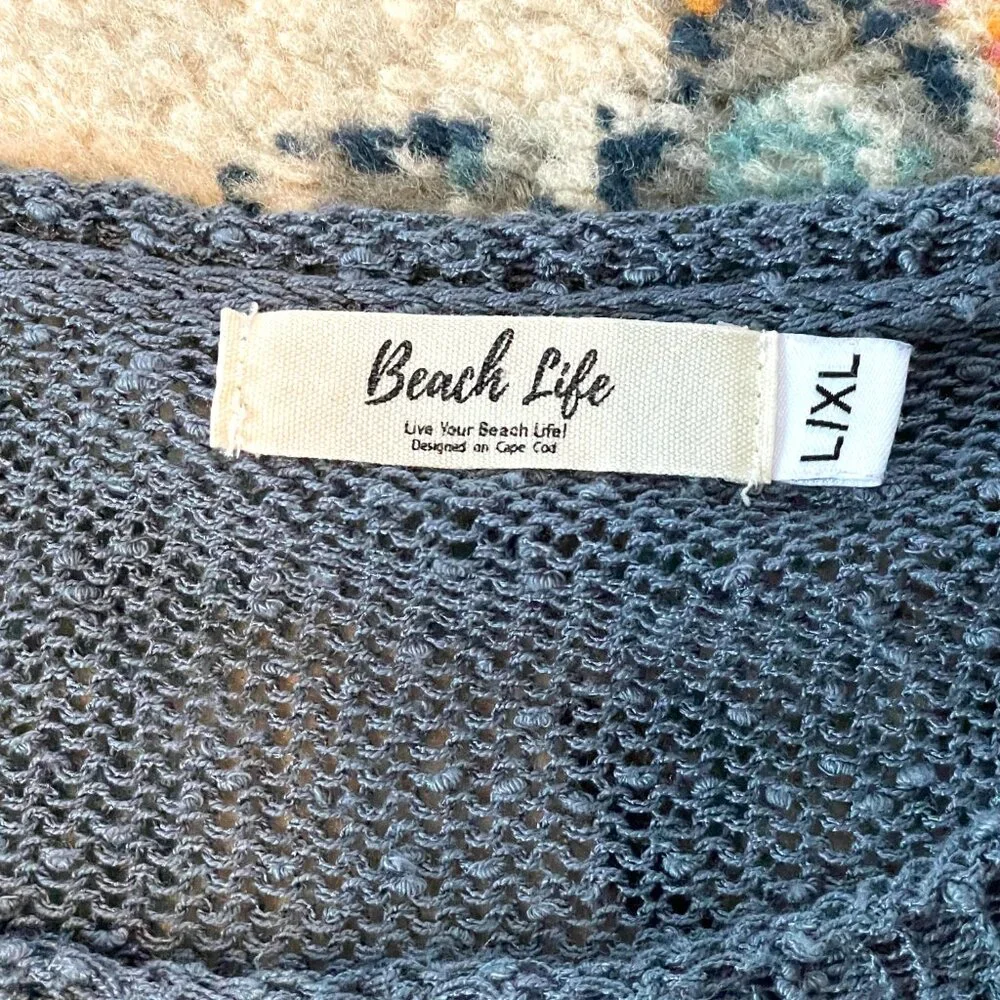 Beach Life
Live Your Beach Life!
Designed on Cape Cod
L/XL